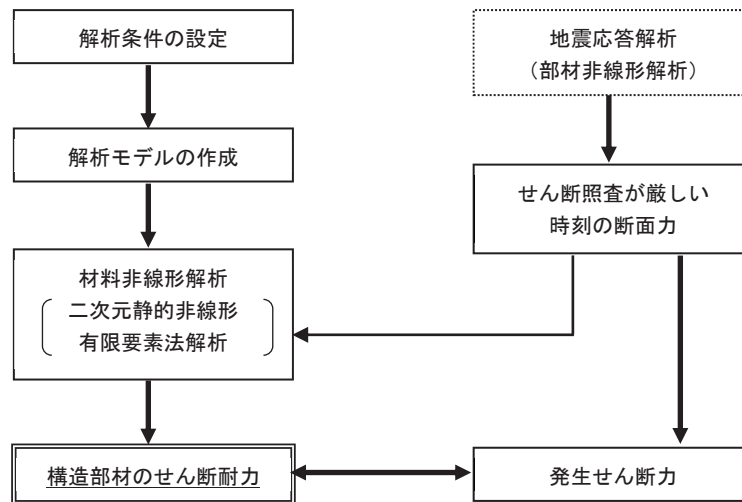 解析条件の設定
地震応答解析
（部材非線形解析）
解析モデルの作成
せん断照査が厳しい
時刻の断面力
材料非線形解析
二次元静的非線形
有限要素法解析
構造部材のせん断耐力
発生せん断力